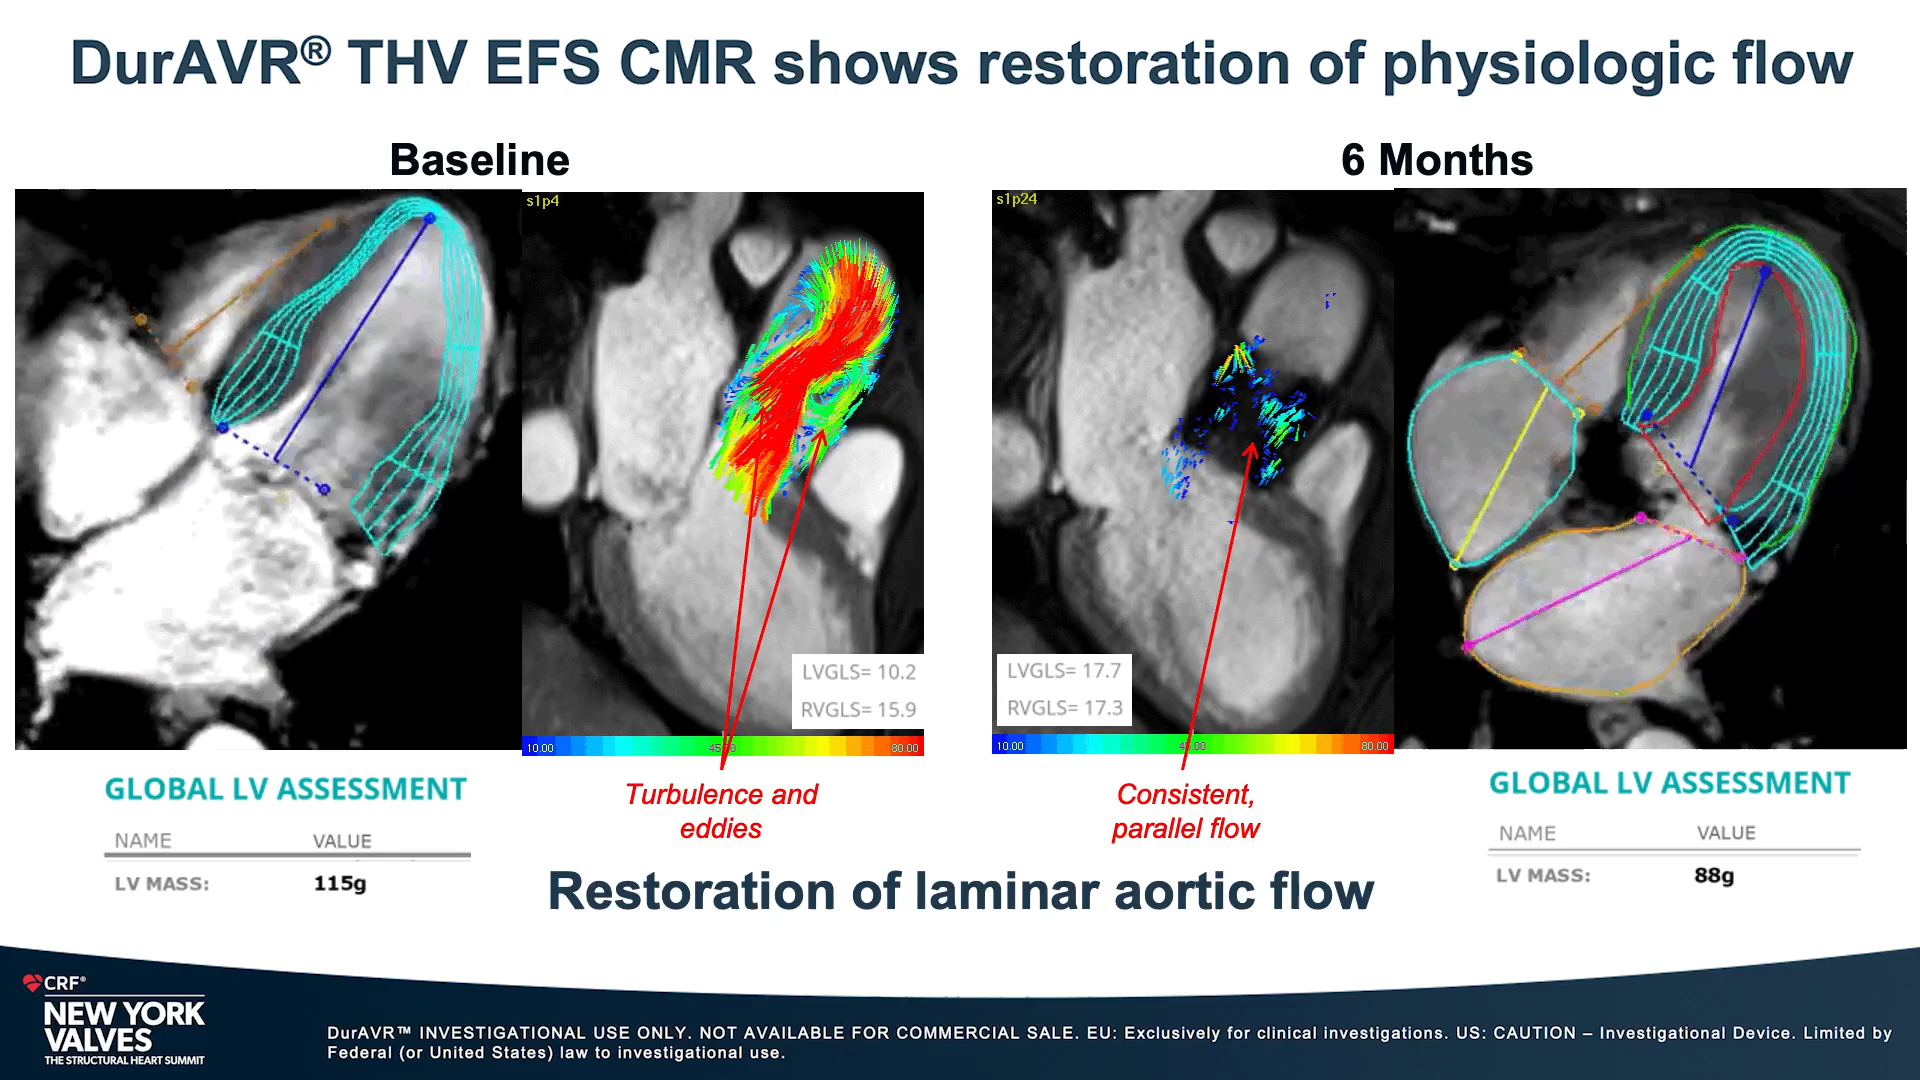 DurAVR® THV EFS CMR shows restoration of physiologic flow
Baseline
6 Months
s1p4
s1p24
LVGLS= 10.2
RVGLS= 15.9
LVGLS= 17.7
RVGLS= 17.3
10.00
80.00
10.00
80.00
Turbulence and
eddies
Consistent,
parallel flow
GLOBAL LV ASSESSMENT
NAME VALUE
LV MASS: 115g
GLOBAL LV ASSESSMENT
NAME VALUE
LV MASS: 88g
Restoration of laminar aortic flow
CRF®
NEW YORK
VALVES
THE STRUCTURAL HEART SUMMIT
DurAVR™ INVESTIGATIONAL USE ONLY. NOT AVAILABLE FOR COMMERCIAL SALE. EU: Exclusively for clinical investigations. US: CAUTION – Investigational Device. Limited by
Federal (or United States) law to investigational use.